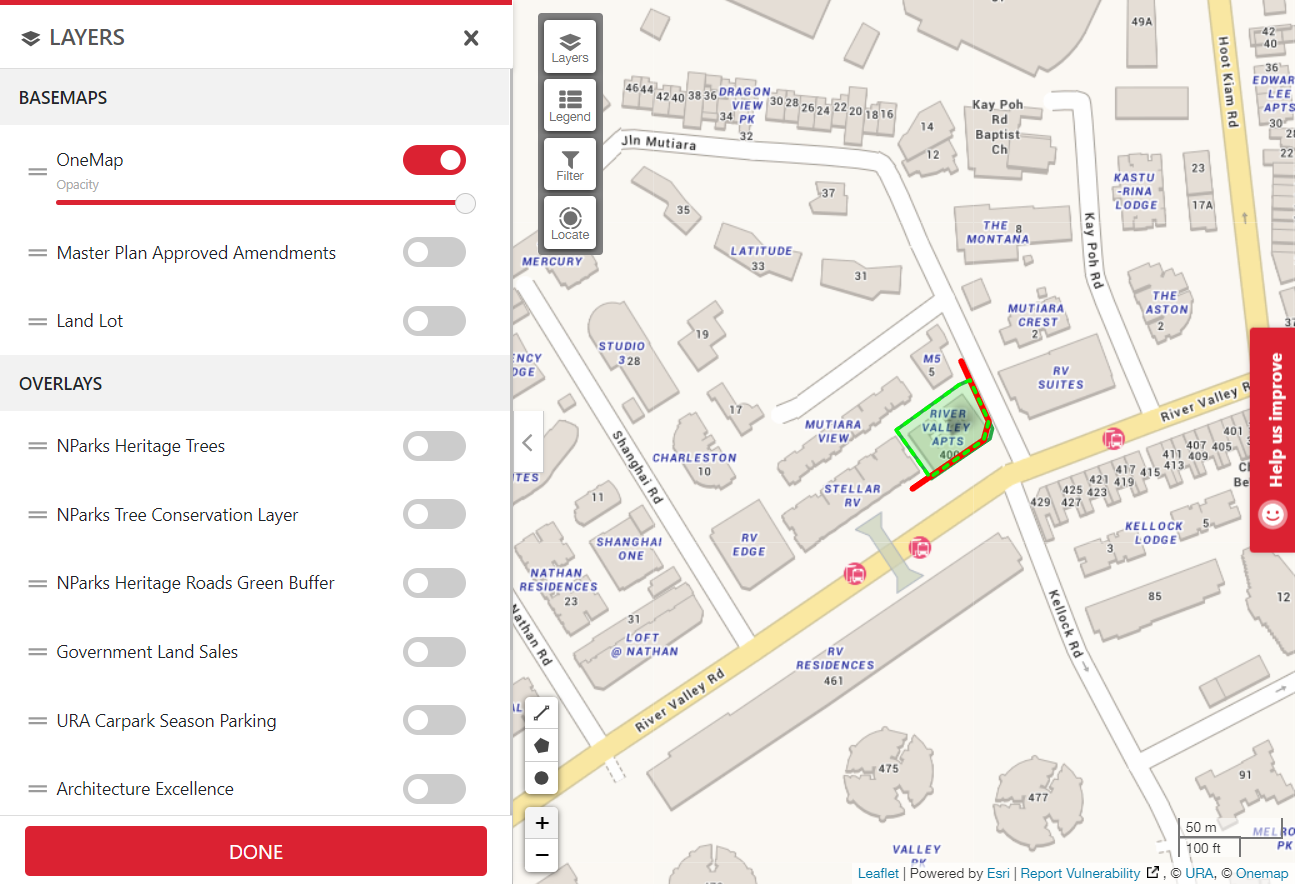 LAYERS
BASEMAPS
OneMap
Opacity
Master Plan Approved Amendments
Land Lot
OVERLAYS
NParks Heritage Trees
NParks Tree Conservation Layer
NParks Heritage Roads Green Buffer
Government Land Sales
URA Carpark Season Parking
Architecture Excellence
DONE
Layers
Legend
Filter
Locate
49A
Hoot Kiam Rd
42
40
36
EDWAR
LEE
APTS
30
28
22
46 44 42 40 38 36
DRAGON
VIEW
PK
34
32
30 28 26 24 22 20 18 16
Jln Mutiara
14
12
Kay Poh
Rd
Baptist
Ch
KASTU
-RINA
LODGE
23
17A
Kay Poh Rd
37
35
THE 8
MONTANA
MERCURY
LATITUDE
33
31
MUTIARA
CREST
2
THE
ASTON
2
37
STUDIO
3 28
19
M5
5
RV
SUITES
ENCY
DGE
17
MUTIARA
VIEW
RIVER
VALLEY
APTS
400
River Valley R
Shanghai Rd
CHARLESTON
10
TES
STELLAR
RV
401
407 405
411 409
413
417 415
421 419
425 423
429 427
11
RV
EDGE
SHANGHAI
ONE
KELLOCK
LODGE
5
3
NATHAN
RESIDENCES
23
Nathan Rd
31
LOFT
@ NATHAN
85
12
Kellock Rd
RV
RESIDENCES
461
River Valley Rd
475
477
91
VALLEY
PK
MELRO
PK
Help us improve
+
−
50 m
100 ft
Leaflet | Powered by Esri | Report Vulnerability , © URA, © Onemap